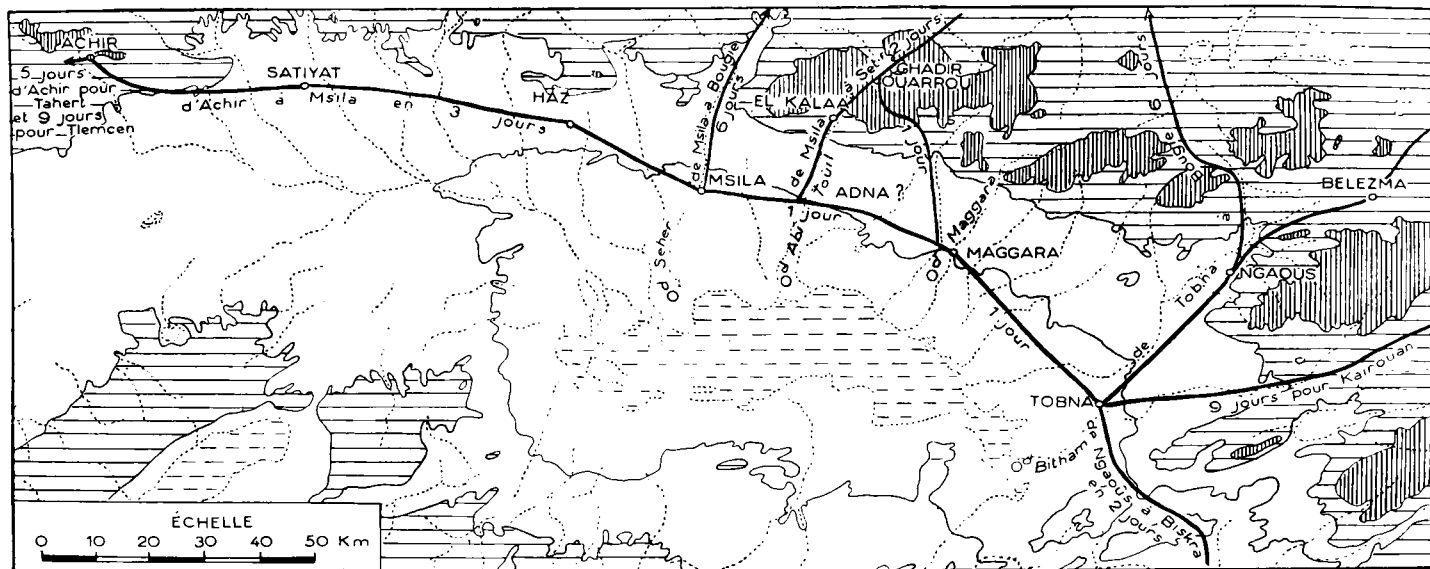 ACHIR
5 jours
d'Achir pour
Tahert
et 9 jours
pour Tlemcen
SATIYAT
d'Achir à Msila en 3 jours
HAZ
de Msila à Bougie
6 jours
MSILA
EL KALAA
de Msila à Setif 2 jours
GHADIR
OUARROU
1 jour
ADNA ?
1 jour
Od Abi Touil
Od Seher
Od Maggara
MAGGARA
1 jour
de Tobna à Bougie 6 jours
BELEZMA
NGAOUS
TOBNA
9 jours pour Kairouan
Od Bitham
de Ngaous à Biskra
en 2 jours
ÉCHELLE
0 10 20 30 40 50 Km